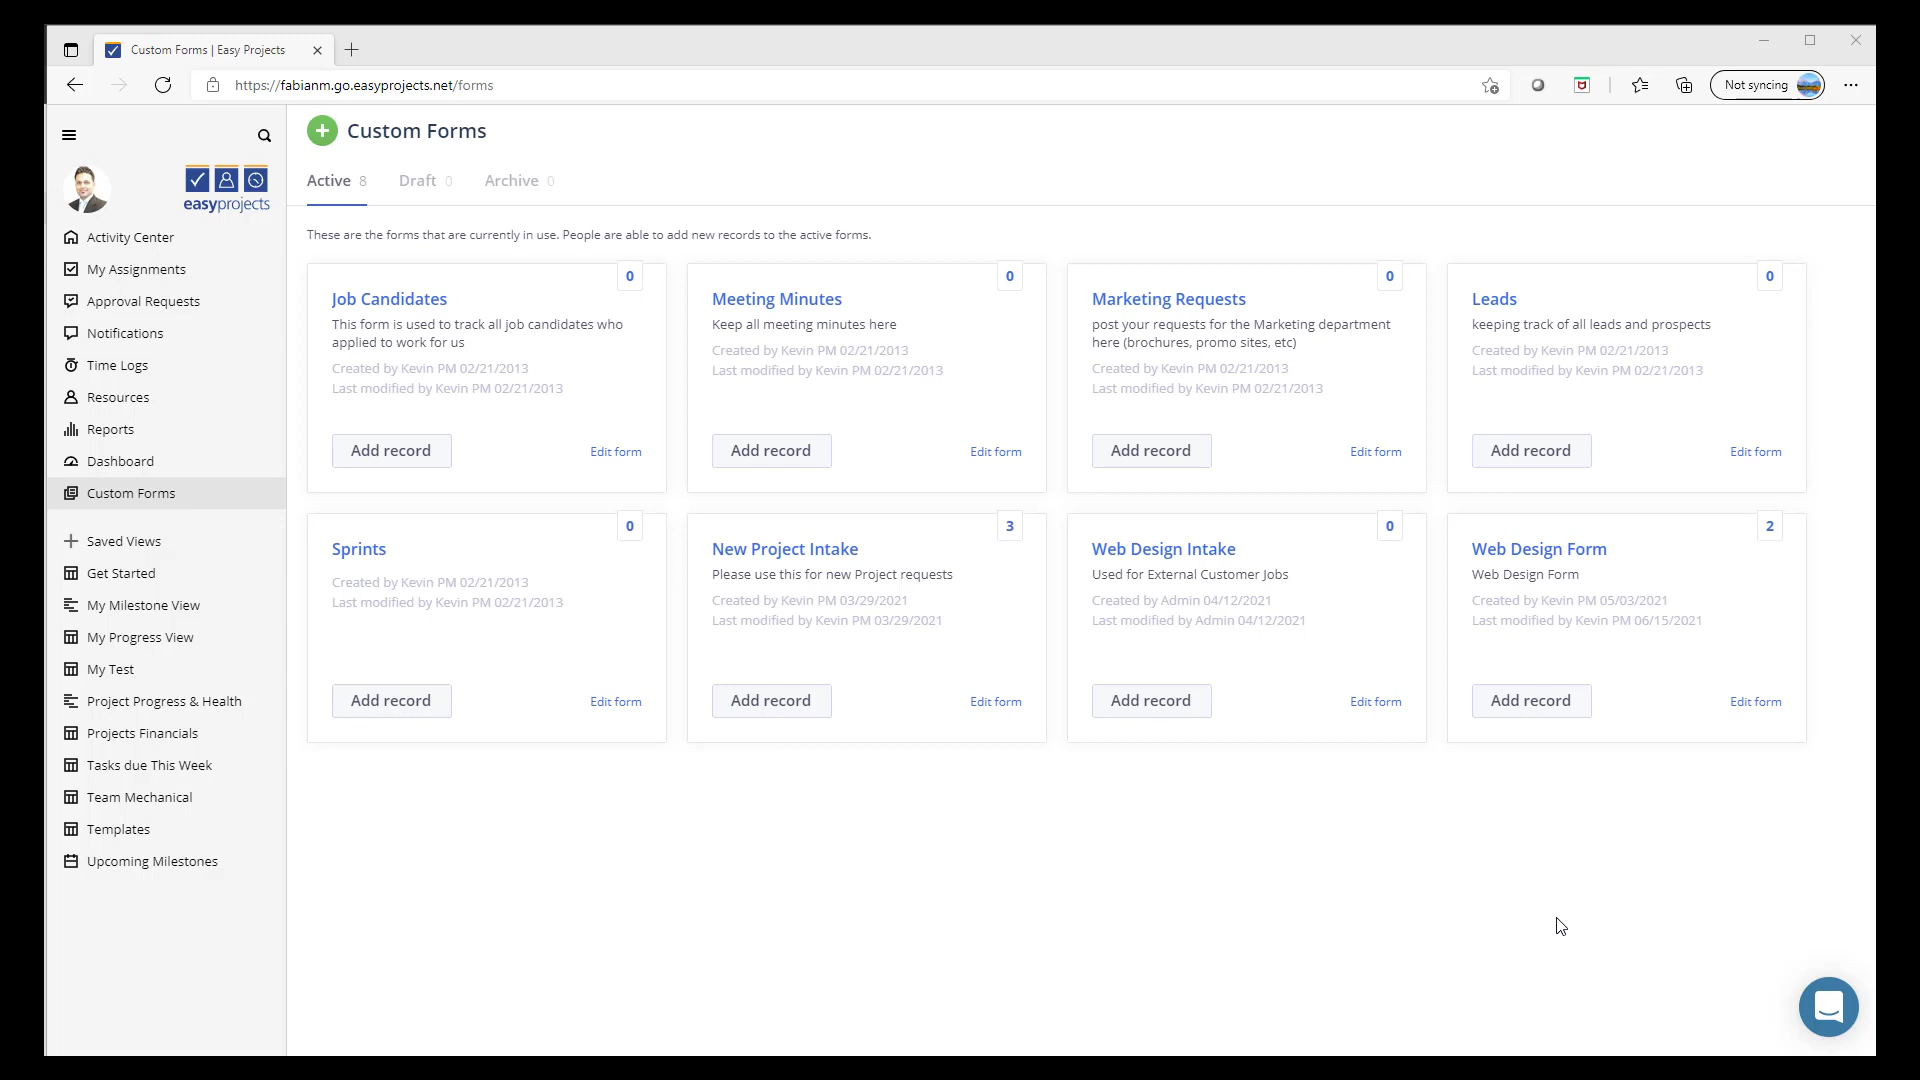 Custom Forms | Easy Projects
https://fabianm.go.easyprojects.net/forms
Not syncing
easyprojects
Activity Center
My Assignments
Approval Requests
Notifications
Time Logs
Resources
Reports
Dashboard
Custom Forms
Saved Views
Get Started
My Milestone View
My Progress View
My Test
Project Progress & Health
Projects Financials
Tasks due This Week
Team Mechanical
Templates
Upcoming Milestones
Custom Forms
Active 8 Draft 0 Archive 0
These are the forms that are currently in use. People are able to add new records to the active forms.
0
Job Candidates
This form is used to track all job candidates who
applied to work for us
Created by Kevin PM 02/21/2013
Last modified by Kevin PM 02/21/2013
Add record Edit form
0
Meeting Minutes
Keep all meeting minutes here
Created by Kevin PM 02/21/2013
Last modified by Kevin PM 02/21/2013
Add record Edit form
0
Marketing Requests
post your requests for the Marketing department
here (brochures, promo sites, etc)
Created by Kevin PM 02/21/2013
Last modified by Kevin PM 02/21/2013
Add record Edit form
0
Leads
keeping track of all leads and prospects
Created by Kevin PM 02/21/2013
Last modified by Kevin PM 02/21/2013
Add record Edit form
0
Sprints
Created by Kevin PM 02/21/2013
Last modified by Kevin PM 02/21/2013
Add record Edit form
3
New Project Intake
Please use this for new Project requests
Created by Kevin PM 03/29/2021
Last modified by Kevin PM 03/29/2021
Add record Edit form
0
Web Design Intake
Used for External Customer Jobs
Created by Admin 04/12/2021
Last modified by Admin 04/12/2021
Add record Edit form
2
Web Design Form
Web Design Form
Created by Kevin PM 05/03/2021
Last modified by Kevin PM 06/15/2021
Add record Edit form